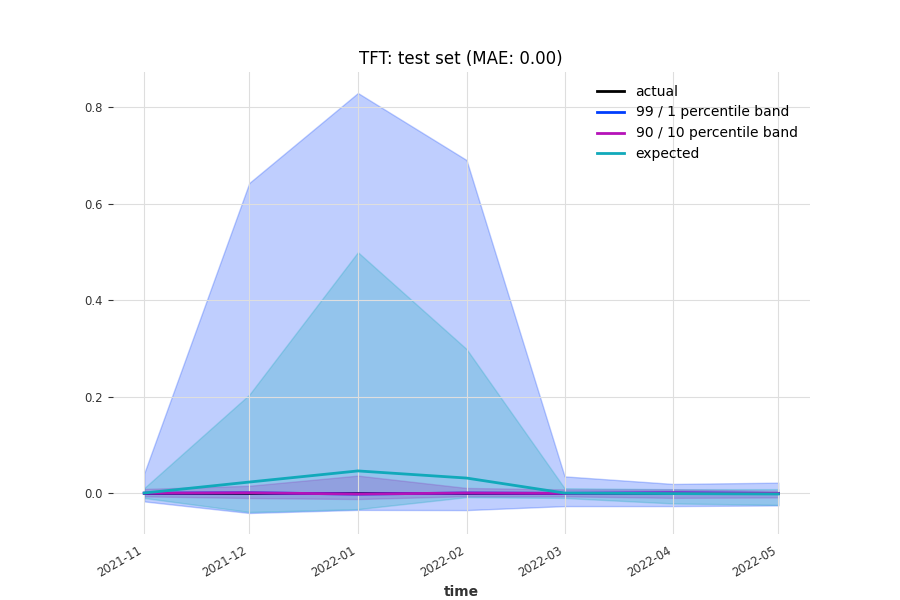 TFT: test set (MAE: 0.00)
actual
99 / 1 percentile band
90 / 10 percentile band
expected
0.8
0.6
0.4
0.2
0.0
2021-11
2021-12
2022-01
2022-02
2022-03
2022-04
2022-05
time